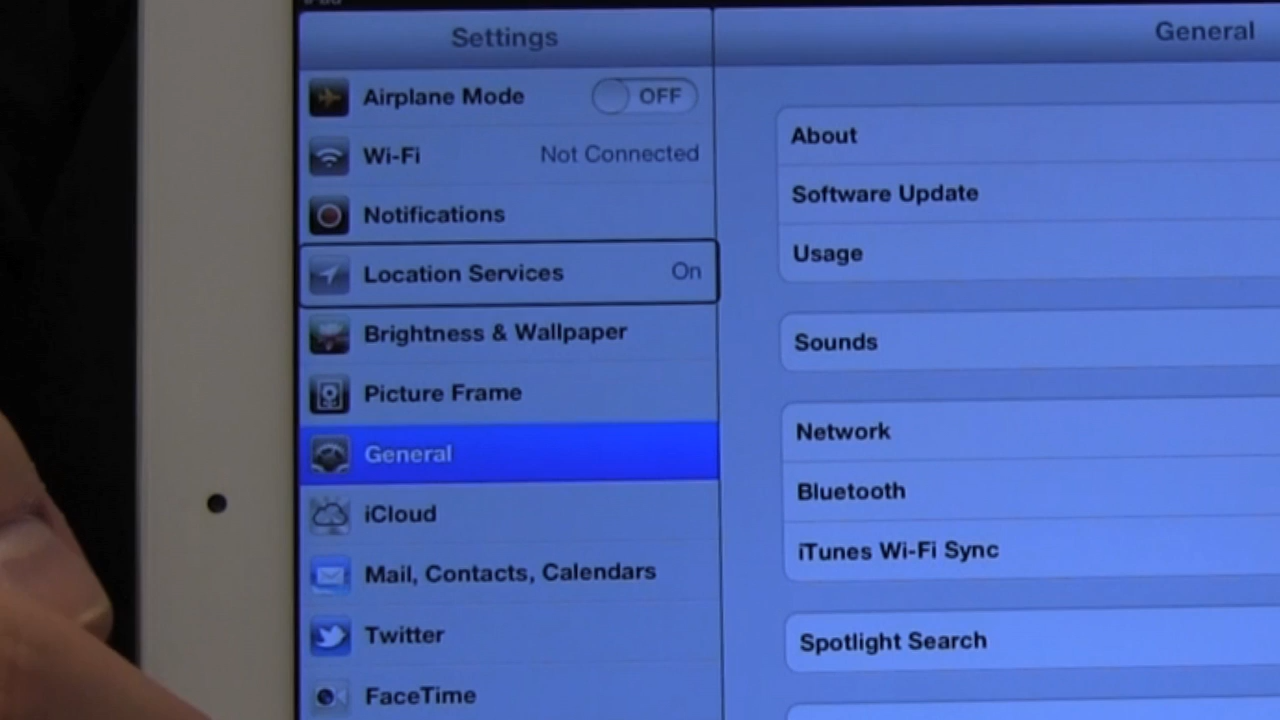 Settings
Airplane Mode OFF
Wi-Fi Not Connected
Notifications
Location Services On
Brightness & Wallpaper
Picture Frame
General
iCloud
Mail, Contacts, Calendars
Twitter
FaceTime
General
About
Software Update
Usage
Sounds
Network
Bluetooth
iTunes Wi-Fi Sync
Spotlight Search